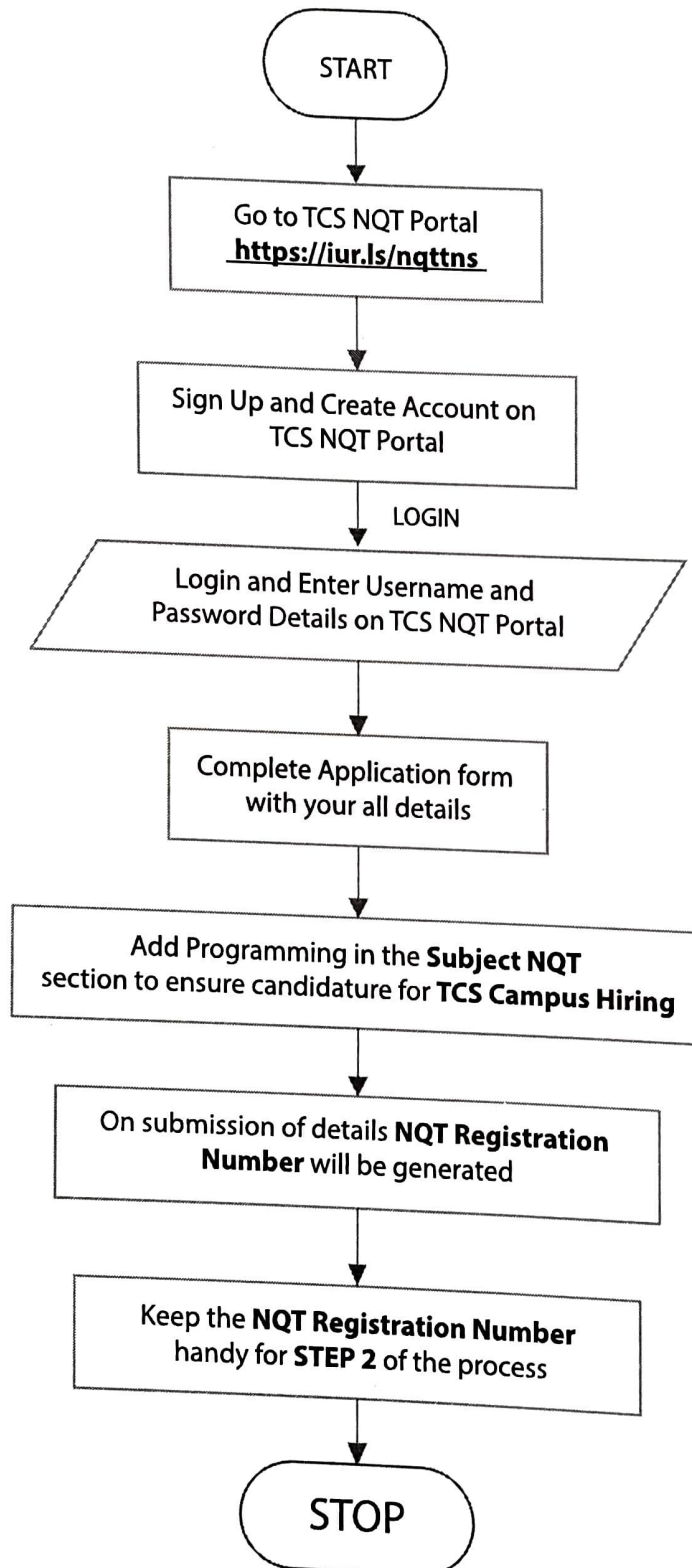 START
Go to TCS NQT Portal
https://iur.ls/nqttns
Sign Up and Create Account on
TCS NQT Portal
LOGIN
Login and Enter Username and
Password Details on TCS NQT Portal
Complete Application form
with your all details
Add Programming in the Subject NQT
section to ensure candidature for TCS Campus Hiring
On submission of details NQT Registration
Number will be generated
Keep the NQT Registration Number
handy for STEP 2 of the process
STOP